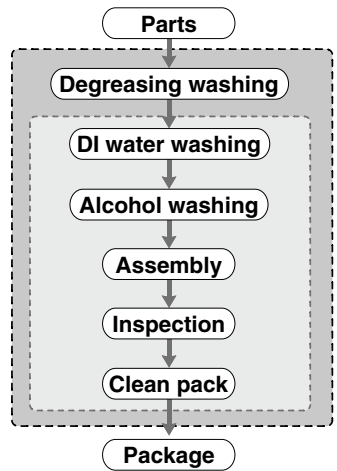 Parts
Degreasing washing
DI water washing
Alcohol washing
Assembly
Inspection
Clean pack
Package